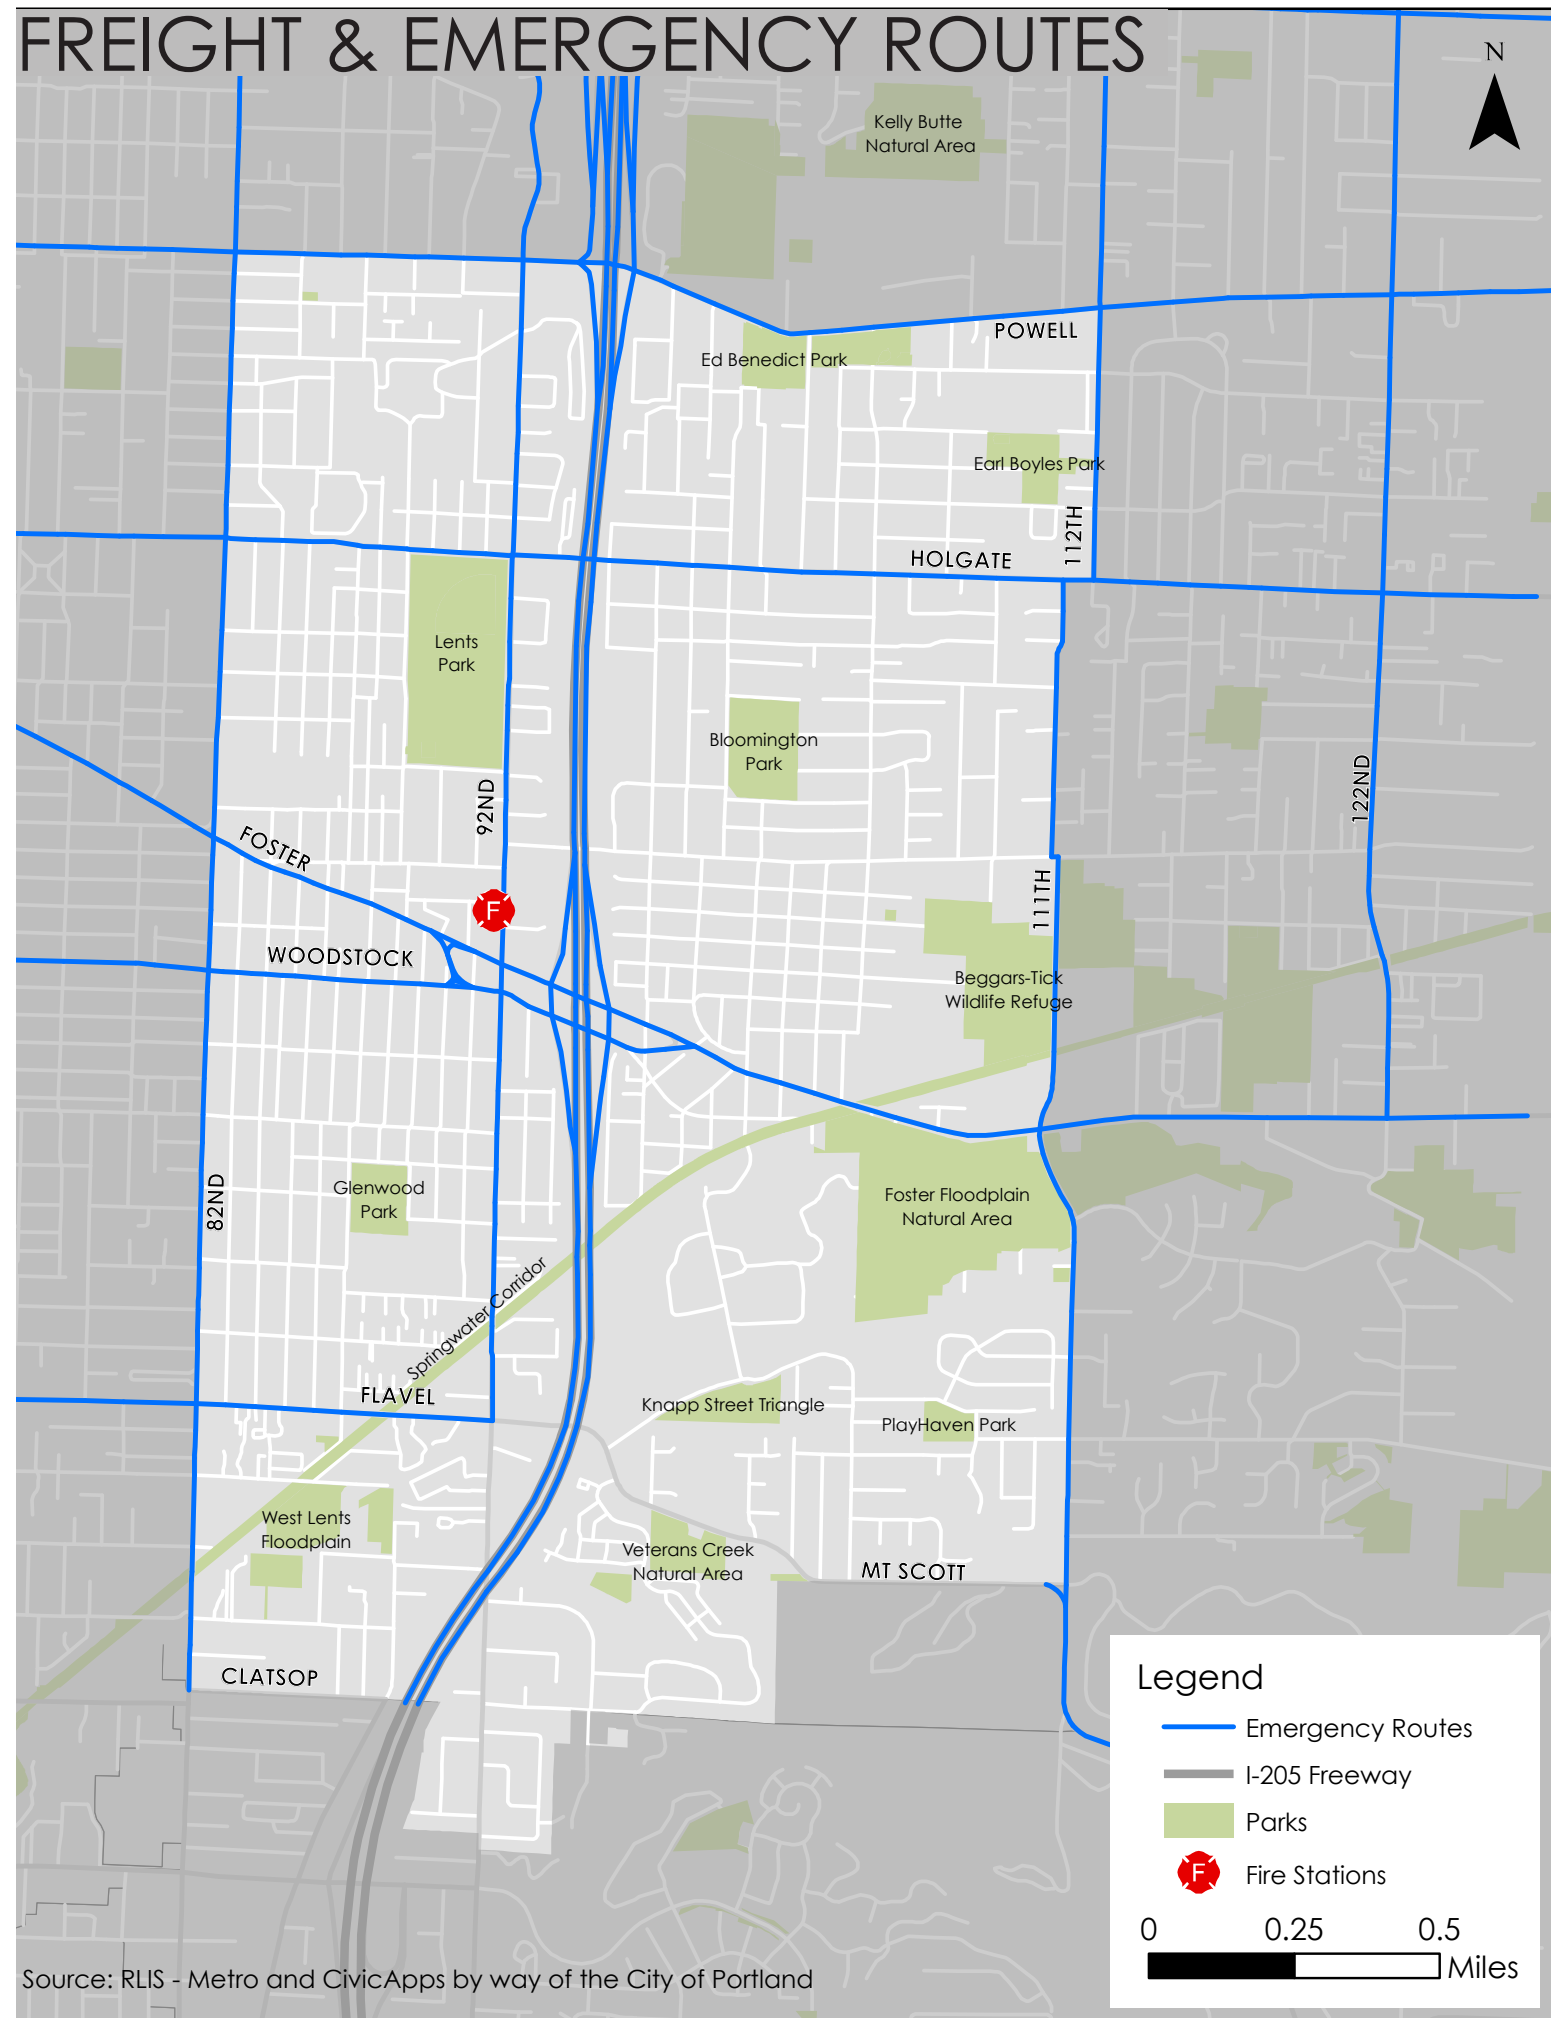 FREIGHT & EMERGENCY ROUTES
N
Kelly Butte
Natural Area
POWELL
Ed Benedict Park
Earl Boyles Park
112TH
HOLGATE
Lents
Park
Bloomington
Park
92ND
122ND
FOSTER
F
111TH
WOODSTOCK
Beggars-Tick
Wildlife Refuge
82ND
Glenwood
Park
Foster Floodplain
Natural Area
Springwater Corridor
FLAVEL
Knapp Street Triangle
PlayHaven Park
West Lents
Floodplain
Veterans Creek
Natural Area
MT SCOTT
CLATSOP
Legend
Emergency Routes
I-205 Freeway
Parks
F
Fire Stations
0 0.25 0.5
Miles
Source: RLIS - Metro and CivicApps by way of the City of Portland